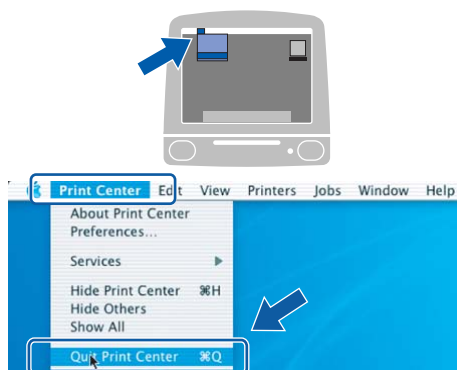 Print Center Edit View Printers Jobs Window Help
About Print Center
Preferences...
Services
Hide Print Center ⌘H
Hide Others
Show All
Quit Print Center ⌘Q